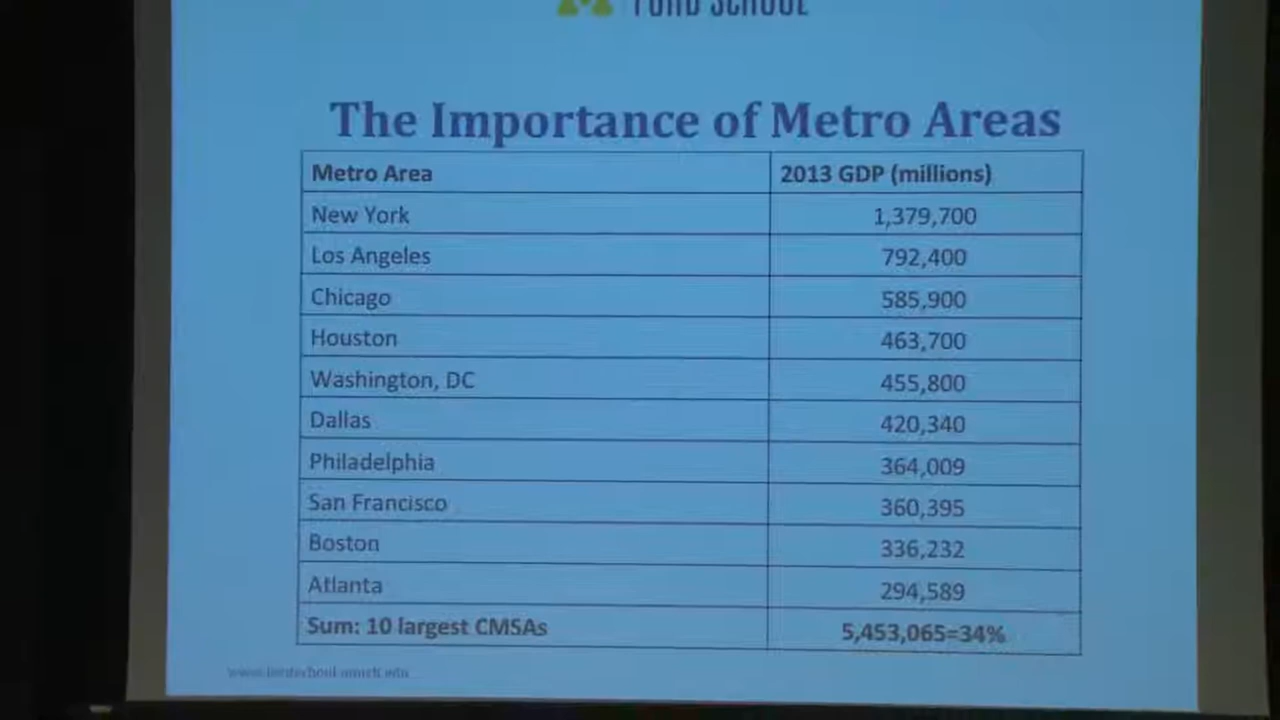 FORD SCHOOL
The Importance of Metro Areas
Metro Area 2013 GDP (millions)
New York 1,379,700
Los Angeles 792,400
Chicago 585,900
Houston 463,700
Washington, DC 455,800
Dallas 420,340
Philadelphia 364,009
San Francisco 360,395
Boston 336,232
Atlanta 294,589
Sum: 10 largest CMSAs 5,453,065=34%